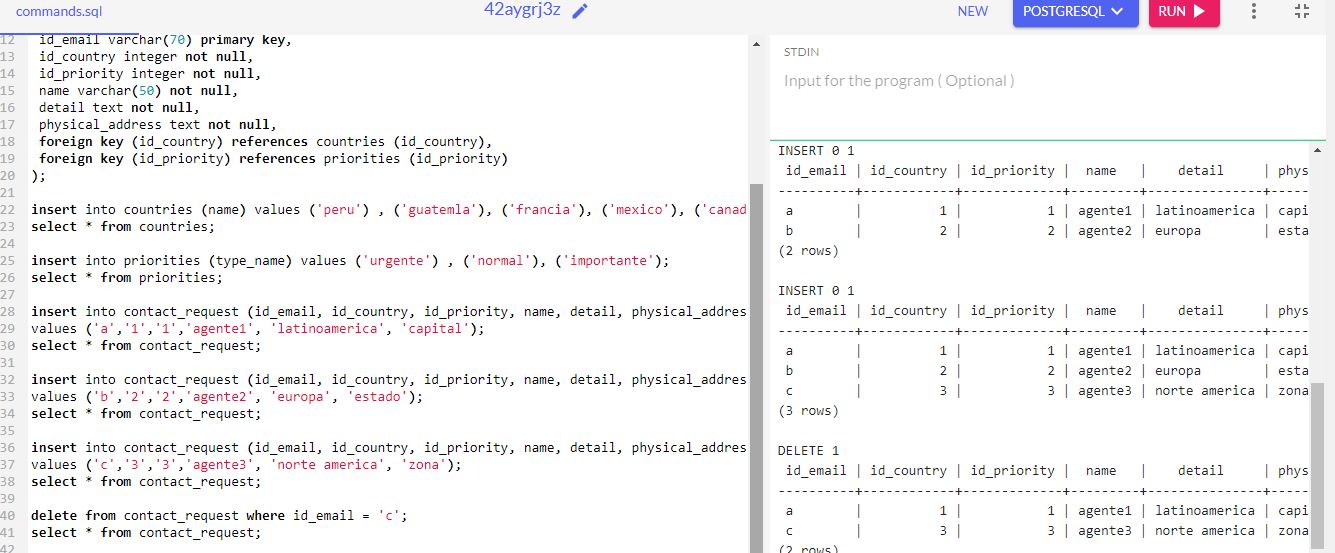 commands.sql
42aygrj3z
NEW
POSTGRESQL
RUN
12 id_email varchar(70) primary key,
13 id_country integer not null,
14 id_priority integer not null,
15 name varchar(50) not null,
16 detail text not null,
17 physical_address text not null,
18 foreign key (id_country) references countries (id_country),
19 foreign key (id_priority) references priorities (id_priority)
20 );
21
22 insert into countries (name) values ('peru') , ('guatemla'), ('francia'), ('mexico'), ('canad
23 select * from countries;
24
25 insert into priorities (type_name) values ('urgente') , ('normal'), ('importante');
26 select * from priorities;
27
28 insert into contact_request (id_email, id_country, id_priority, name, detail, physical_addres
29 values ('a','1','1','agente1', 'latinoamerica', 'capital');
30 select * from contact_request;
31
32 insert into contact_request (id_email, id_country, id_priority, name, detail, physical_addres
33 values ('b','2','2','agente2', 'europa', 'estado');
34 select * from contact_request;
35
36 insert into contact_request (id_email, id_country, id_priority, name, detail, physical_addres
37 values ('c','3','3','agente3', 'norte america', 'zona');
38 select * from contact_request;
39
40 delete from contact_request where id_email = 'c';
41 select * from contact_request;
42
STDIN
Input for the program ( Optional )
INSERT 0 1
id_email | id_country | id_priority | name | detail | phys
----------+------------+-------------+---------+---------------+-----
a | 1 | 1 | agente1 | latinoamerica | capi
b | 2 | 2 | agente2 | europa | esta
(2 rows)
INSERT 0 1
id_email | id_country | id_priority | name | detail | phys
----------+------------+-------------+---------+---------------+-----
a | 1 | 1 | agente1 | latinoamerica | capi
b | 2 | 2 | agente2 | europa | esta
c | 3 | 3 | agente3 | norte america | zona
(3 rows)
DELETE 1
id_email | id_country | id_priority | name | detail | phys
----------+------------+-------------+---------+---------------+-----
a | 1 | 1 | agente1 | latinoamerica | capi
c | 3 | 3 | agente3 | norte america | zona
(2 rows)